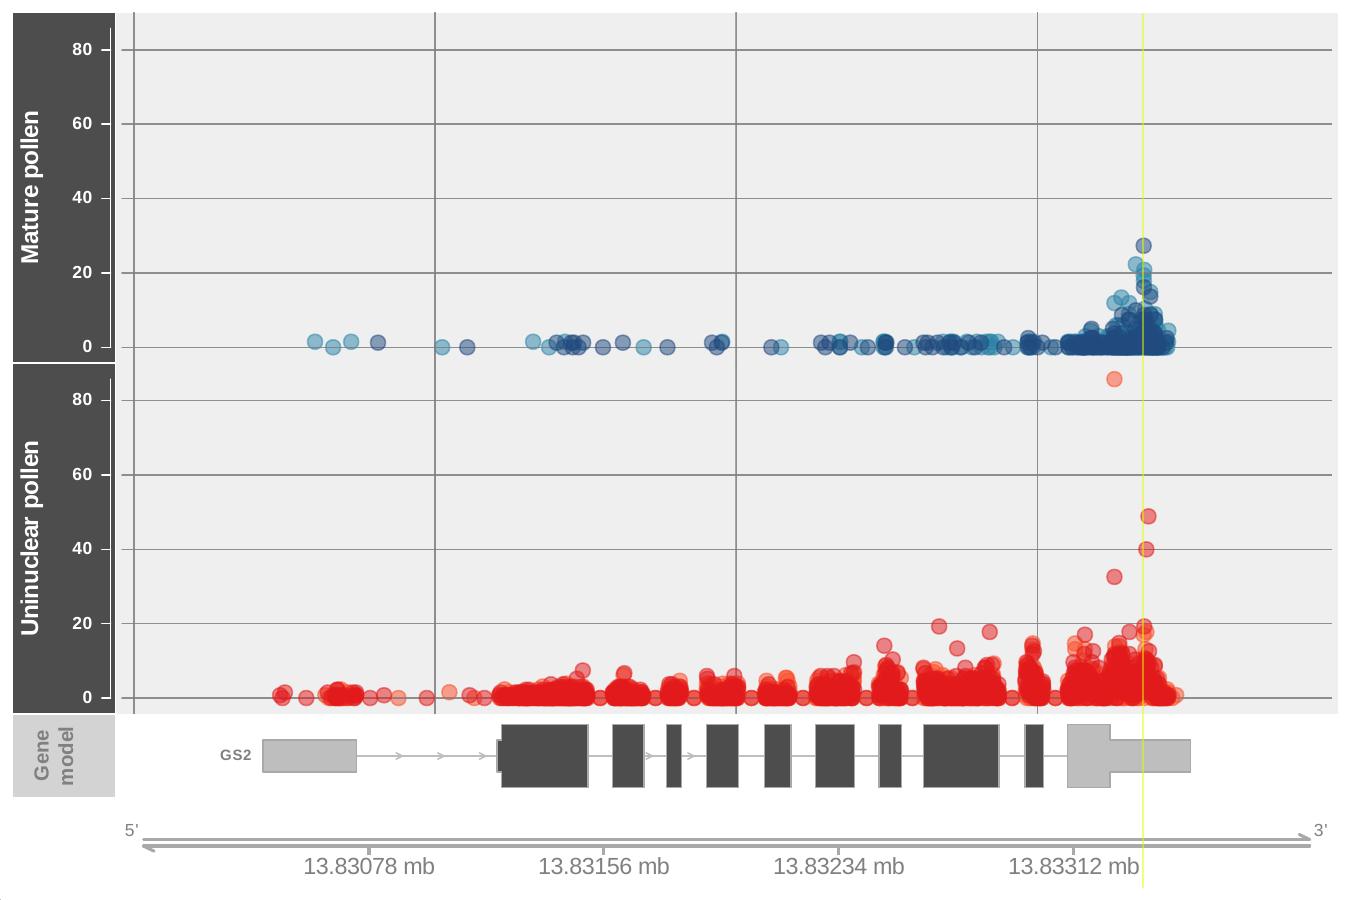 Mature pollen
80
60
40
20
0
Uninuclear pollen
80
60
40
20
0
Gene
model
GS2
5'
3'
13.83078 mb
13.83156 mb
13.83234 mb
13.83312 mb